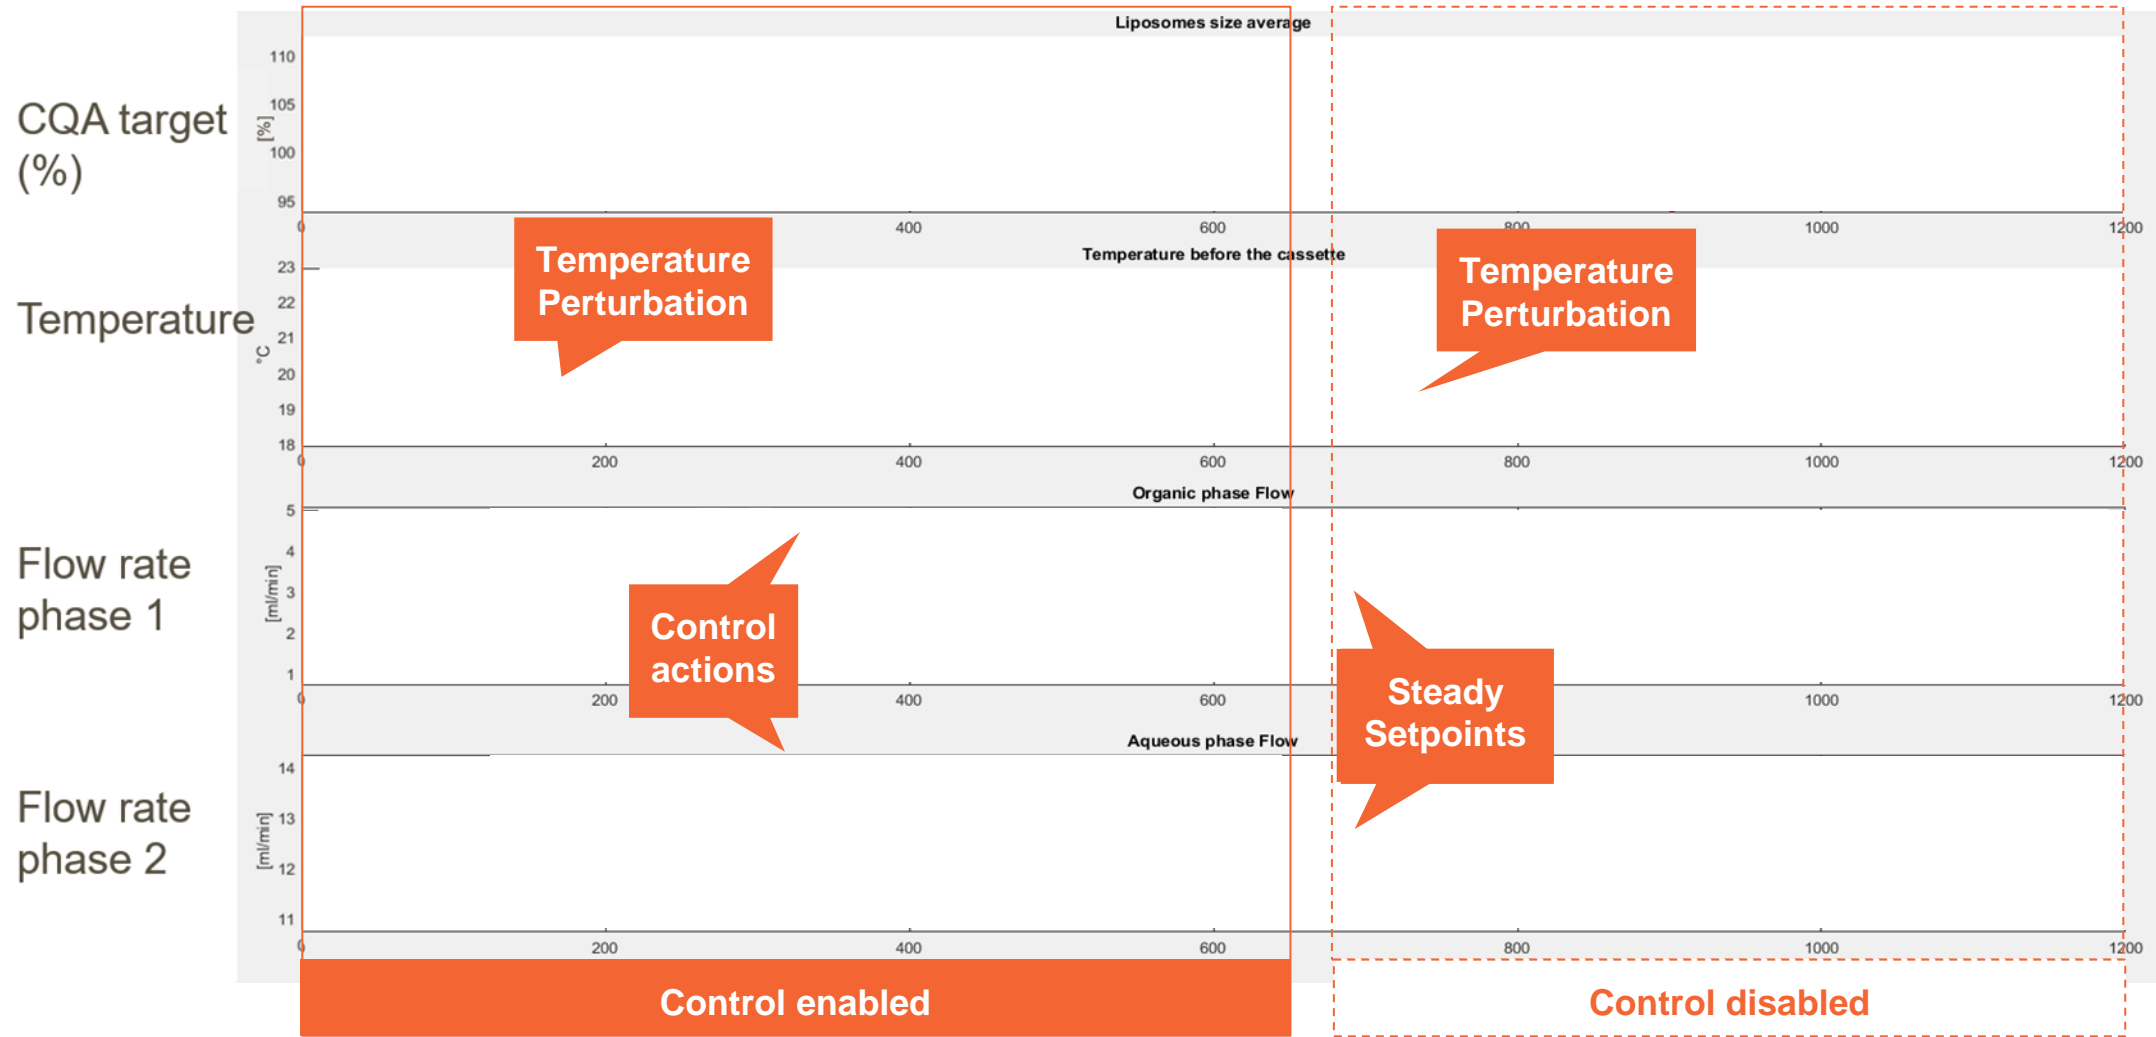 Liposomes size average
CQA target
(%)
[%]
110
105
100
95
0 400 600 800 1000 1200
Temperature before the cassette
Temperature
Perturbation
Temperature
Perturbation
Temperature
°C
23
22
21
20
19
18
0 200 400 600 800 1000 1200
Organic phase Flow
Flow rate
phase 1
[ml/min]
5
4
3
2
1
Control
actions
Steady
Setpoints
0 200 400 600 1000 1200
Aqueous phase Flow
Flow rate
phase 2
[ml/min]
14
13
12
11
0 200 400 600 800 1000 1200
Control enabled
Control disabled